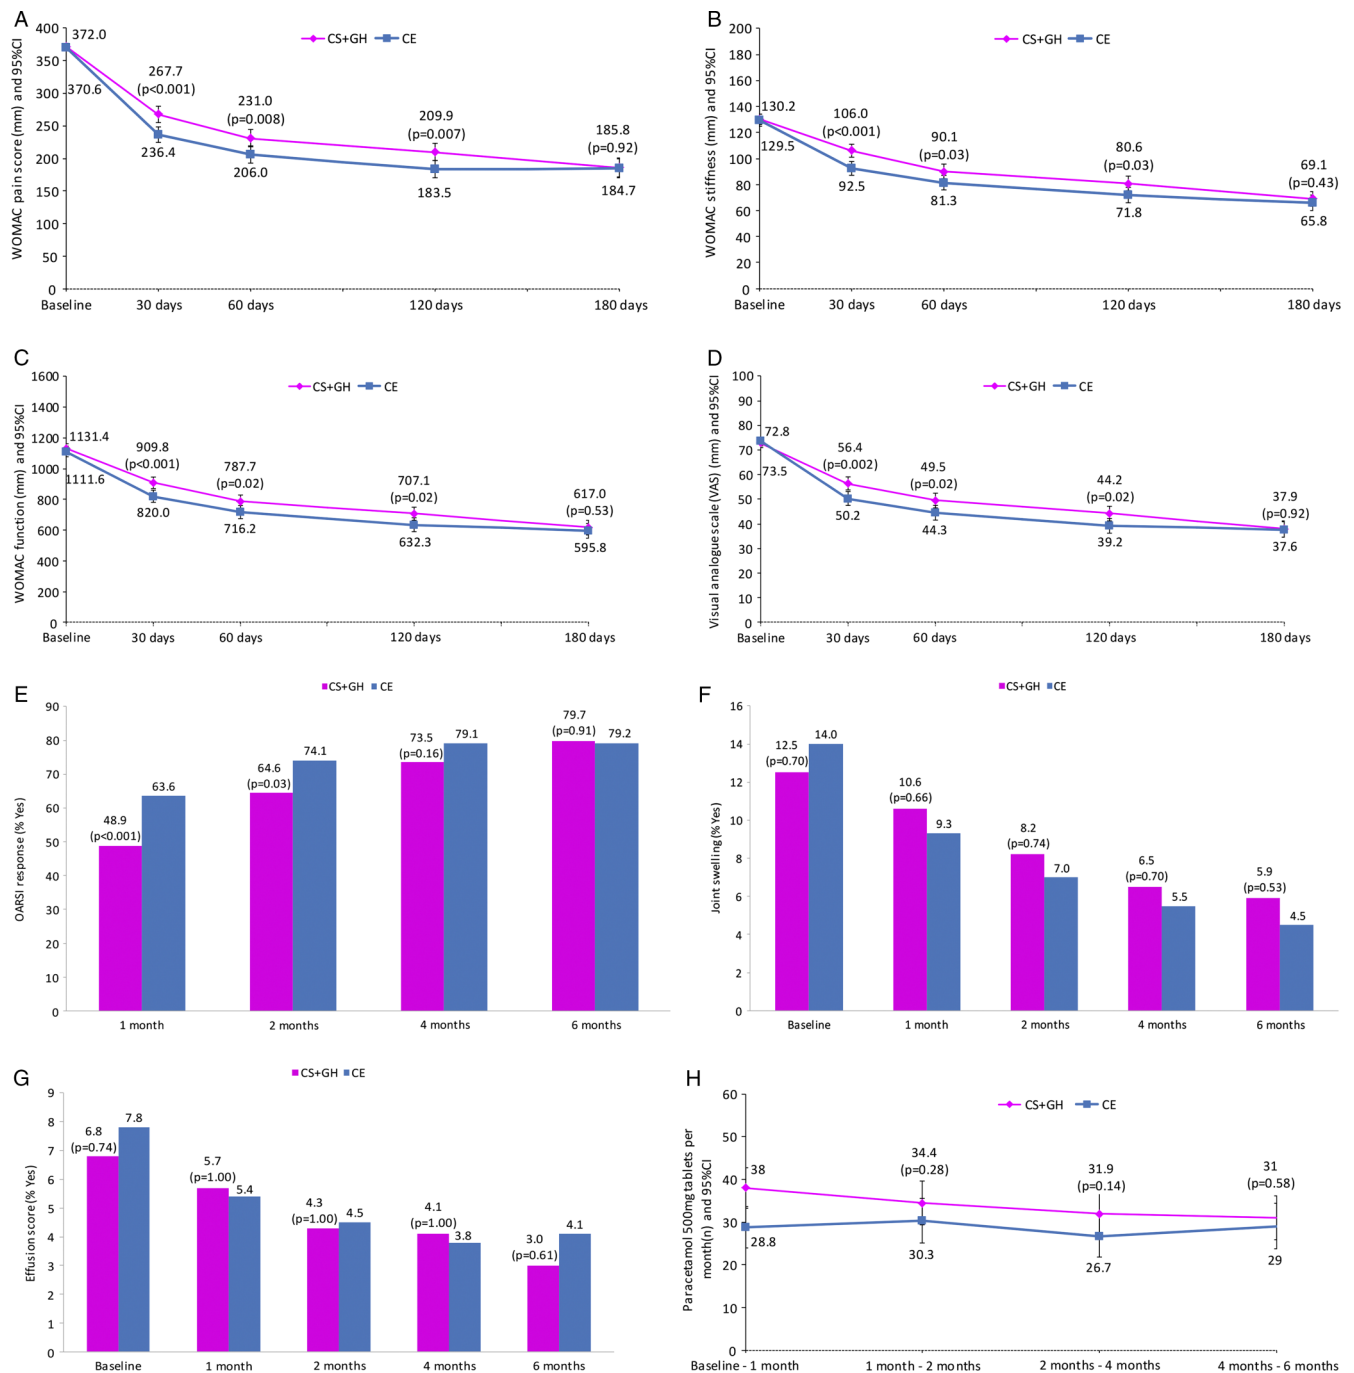 A
WOMAC pain score (mm) and 95%CI
CS+GH CE
400
350
300
250
200
150
100
50
0
372.0
370.6
267.7
(p<0.001)
236.4
231.0
(p=0.008)
206.0
209.9
(p=0.007)
183.5
185.8
(p=0.92)
184.7
Baseline 30 days 60 days 120 days 180 days
B
WOMAC stiffness (mm) and 95%CI
CS+GH CE
200
180
160
140
120
100
80
60
40
20
0
130.2
129.5
106.0
(p<0.001)
92.5
90.1
(p=0.03)
81.3
80.6
(p=0.03)
71.8
69.1
(p=0.43)
65.8
Baseline 30 days 60 days 120 days 180 days
C
WOMAC function (mm) and 95%CI
CS+GH CE
1600
1400
1200
1000
800
600
400
200
0
1131.4
1111.6
909.8
(p<0.001)
820.0
787.7
(p=0.02)
716.2
707.1
(p=0.02)
632.3
617.0
(p=0.53)
595.8
Baseline 30 days 60 days 120 days 180 days
D
Visual analogue scale (VAS) (mm) and 95%CI
CS+GH CE
100
90
80
70
60
50
40
30
20
10
0
72.8
73.5
56.4
(p=0.002)
50.2
49.5
(p=0.02)
44.3
44.2
(p=0.02)
39.2
37.9
(p=0.92)
37.6
Baseline 30 days 60 days 120 days 180 days
E
OARSI response (% Yes)
CS+GH CE
90
80
70
60
50
40
30
20
10
0
48.9
(p<0.001)
63.6
64.6
(p=0.03)
74.1
73.5
(p=0.16)
79.1
79.7
(p=0.91)
79.2
1 month 2 months 4 months 6 months
F
Joint swelling (% Yes)
CS+GH CE
16
14
12
10
8
6
4
2
0
12.5
(p=0.70)
14.0
10.6
(p=0.66)
9.3
8.2
(p=0.74)
7.0
6.5
(p=0.70)
5.5
5.9
(p=0.53)
4.5
Baseline 1 month 2 months 4 months 6 months
G
Effusion score (% Yes)
CS+GH CE
9
8
7
6
5
4
3
2
1
0
6.8
(p=0.74)
7.8
5.7
(p=1.00)
5.4
4.3
(p=1.00)
4.5
4.1
(p=1.00)
3.8
3.0
(p=0.61)
4.1
Baseline 1 month 2 months 4 months 6 months
H
Paracetamol 500mg tablets per
month(n) and 95%CI
CS+GH CE
60
50
40
30
20
10
0
38
28.8
34.4
(p=0.28)
30.3
31.9
(p=0.14)
26.7
31
(p=0.58)
29
Baseline - 1 month 1 month - 2 months 2 months - 4 months 4 months - 6 months